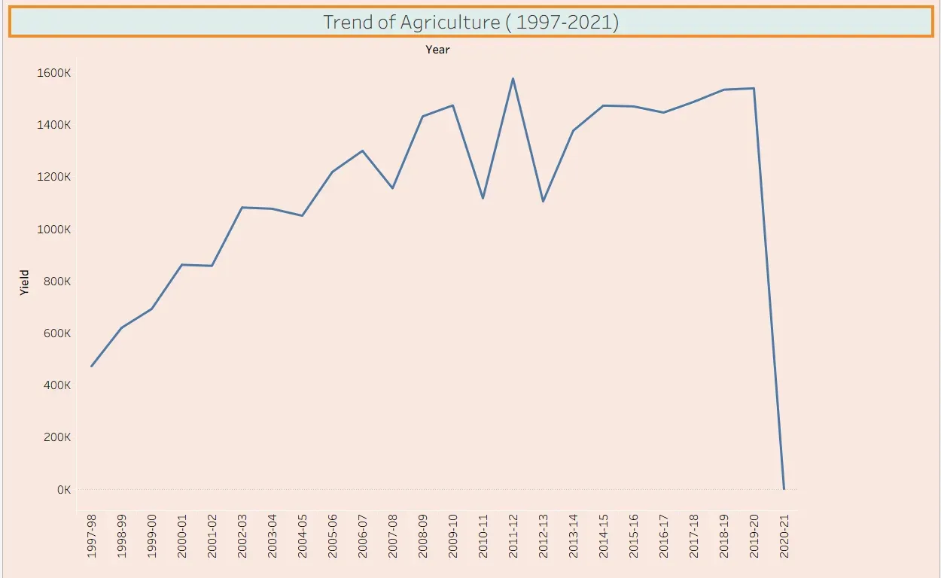 Trend of Agriculture ( 1997-2021)
Year
1600K
1400K
1200K
1000K
800K
600K
400K
200K
0K
Yield
1997-98
1998-99
1999-00
2000-01
2001-02
2002-03
2003-04
2004-05
2005-06
2006-07
2007-08
2008-09
2009-10
2010-11
2011-12
2012-13
2013-14
2014-15
2015-16
2016-17
2017-18
2018-19
2019-20
2020-21